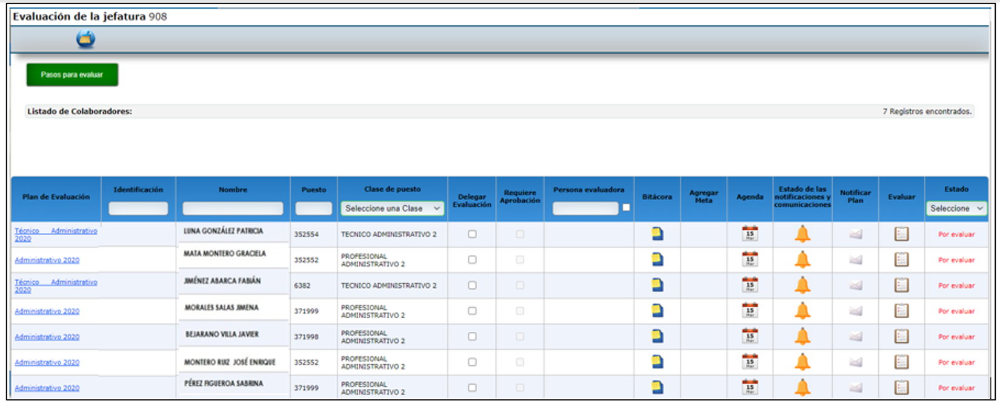 Evaluación de la jefatura 908
Pasos para evaluar
Listado de Colaboradores: 7 Registros encontrados.
Plan de Evaluación Identificación Nombre Puesto Clase de puesto Delegar Evaluación Requiere Aprobación Persona evaluadora Bitácora Agregar Meta Agenda Estado de las notificaciones y comunicaciones Notificar Plan Evaluar Estado
Seleccione una Clase Seleccione
Técnico Administrativo 2020 LUNA GONZÁLEZ PATRICIA 352554 TECNICO ADMINISTRATIVO 2 15 Mar Por evaluar
Administrativo 2020 MATA MONTERO GRACIELA 352552 PROFESIONAL ADMINISTRATIVO 2 15 Mar Por evaluar
Técnico Administrativo 2020 JIMÉNEZ ABARCA FABIÁN 6382 TECNICO ADMINISTRATIVO 2 15 Mar Por evaluar
Administrativo 2020 MORALES SALAS JIMENA 371999 PROFESIONAL ADMINISTRATIVO 2 15 Mar Por evaluar
Administrativo 2020 BEJARANO VILLA JAVIER 371998 PROFESIONAL ADMINISTRATIVO 2 15 Mar Por evaluar
Administrativo 2020 MONTERO RUIZ JOSÉ ENRIQUE 352552 PROFESIONAL ADMINISTRATIVO 2 15 Mar Por evaluar
Administrativo 2020 PÉREZ FIGUEROA SABRINA 371999 PROFESIONAL ADMINISTRATIVO 2 15 Mar Por evaluar